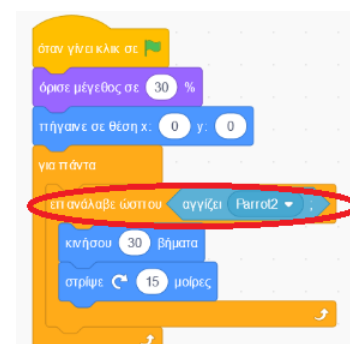 όταν γίνει κλικ σε
όρισε μέγεθος σε 30 %
πήγαινε σε θέση x: 0 y: 0
για πάντα
επανάλαβε ώσπου αγγίζει Parrot2 ;
κινήσου 30 βήματα
στρίψε 15 μοίρες